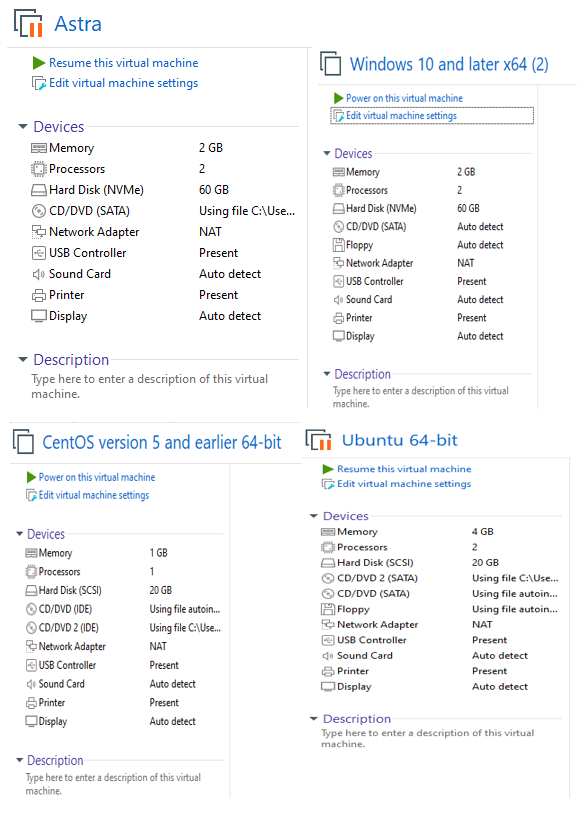 Astra
Resume this virtual machine
Edit virtual machine settings
Devices
Memory 2 GB
Processors 2
Hard Disk (NVMe) 60 GB
CD/DVD (SATA) Using file C:\Use...
Network Adapter NAT
USB Controller Present
Sound Card Auto detect
Printer Present
Display Auto detect
Description
Type here to enter a description of this virtual
machine.
Windows 10 and later x64 (2)
Power on this virtual machine
Edit virtual machine settings
Devices
Memory 2 GB
Processors 2
Hard Disk (NVMe) 60 GB
CD/DVD (SATA) Auto detect
Floppy Auto detect
Network Adapter NAT
USB Controller Present
Sound Card Auto detect
Printer Present
Display Auto detect
Description
Type here to enter a description of this virtual
machine.
CentOS version 5 and earlier 64-bit
Power on this virtual machine
Edit virtual machine settings
Devices
Memory 1 GB
Processors 1
Hard Disk (SCSI) 20 GB
CD/DVD (IDE) Using file autoin...
CD/DVD 2 (IDE) Using file C:\Use...
Network Adapter NAT
USB Controller Present
Sound Card Auto detect
Printer Present
Display Auto detect
Description
Type here to enter a description of this virtual
machine.
Ubuntu 64-bit
Resume this virtual machine
Edit virtual machine settings
Devices
Memory 4 GB
Processors 2
Hard Disk (SCSI) 20 GB
CD/DVD 2 (SATA) Using file C:\Use...
CD/DVD (SATA) Using file autoin...
Floppy Using file autoin...
Network Adapter NAT
USB Controller Present
Sound Card Auto detect
Printer Present
Display Auto detect
Description
Type here to enter a description of this virtual
machine.